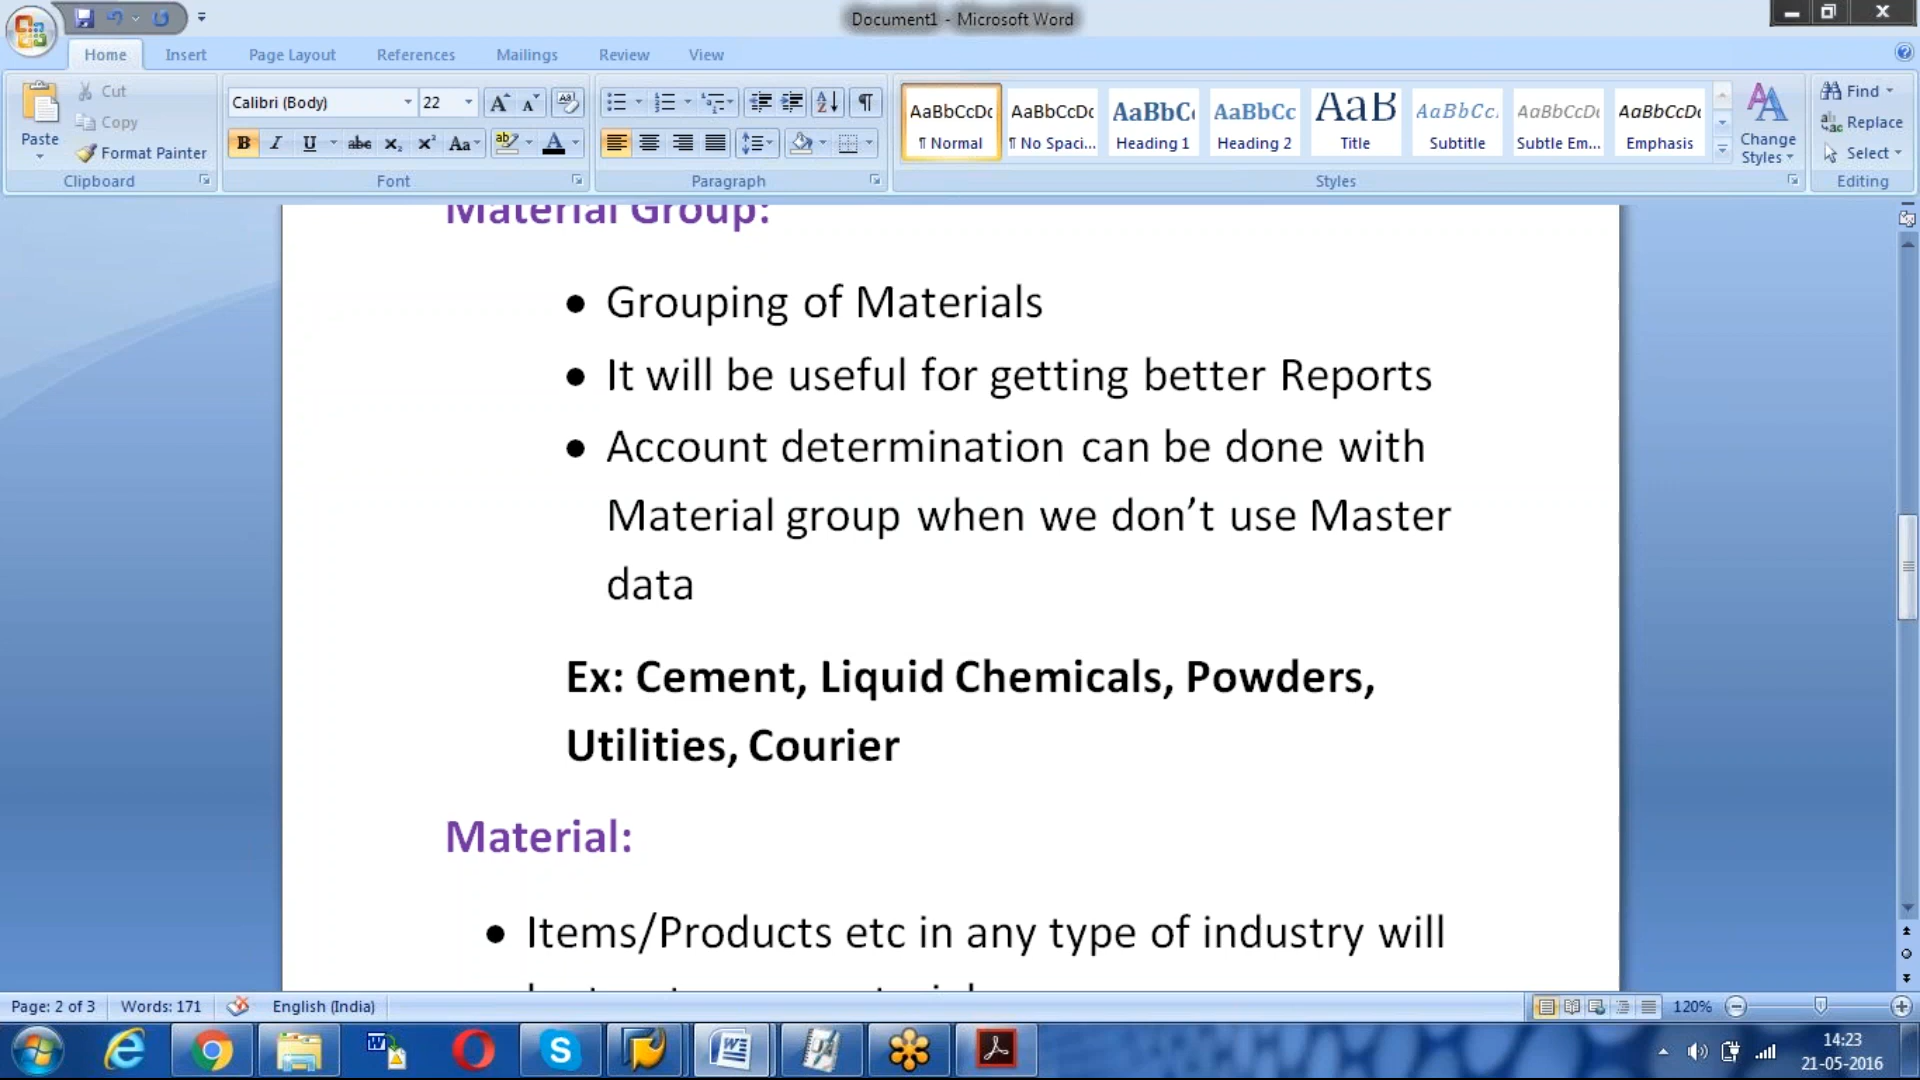 Document1 - Microsoft Word
Home Insert Page Layout References Mailings Review View
Paste
Cut
Copy
Format Painter
Clipboard
Calibri (Body) 22
Font
Paragraph
AaBbCcDc AaBbCcDc AaBbC( AaBbCc AaB AaBbCc. AaBbCcDc AaBbCcDc
¶ Normal ¶ No Spaci... Heading 1 Heading 2 Title Subtitle Subtle Em... Emphasis
Change
Styles
Styles
Find
Replace
Select
Editing
Material Group:
• Grouping of Materials
• It will be useful for getting better Reports
• Account determination can be done with
Material group when we don’t use Master
data
Ex: Cement, Liquid Chemicals, Powders,
Utilities, Courier
Material:
• Items/Products etc in any type of industry will
Page: 2 of 3 Words: 171 English (India) 120%
14:23
21-05-2016